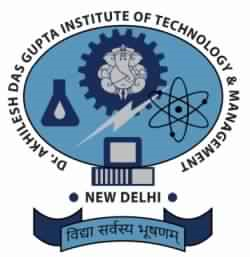 Dr. AKHILESH DAS GUPTA INSTITUTE OF TECHNOLOGY & MANAGEMENT
• NEW DELHI •
विद्या सर्वस्य भूषणम्